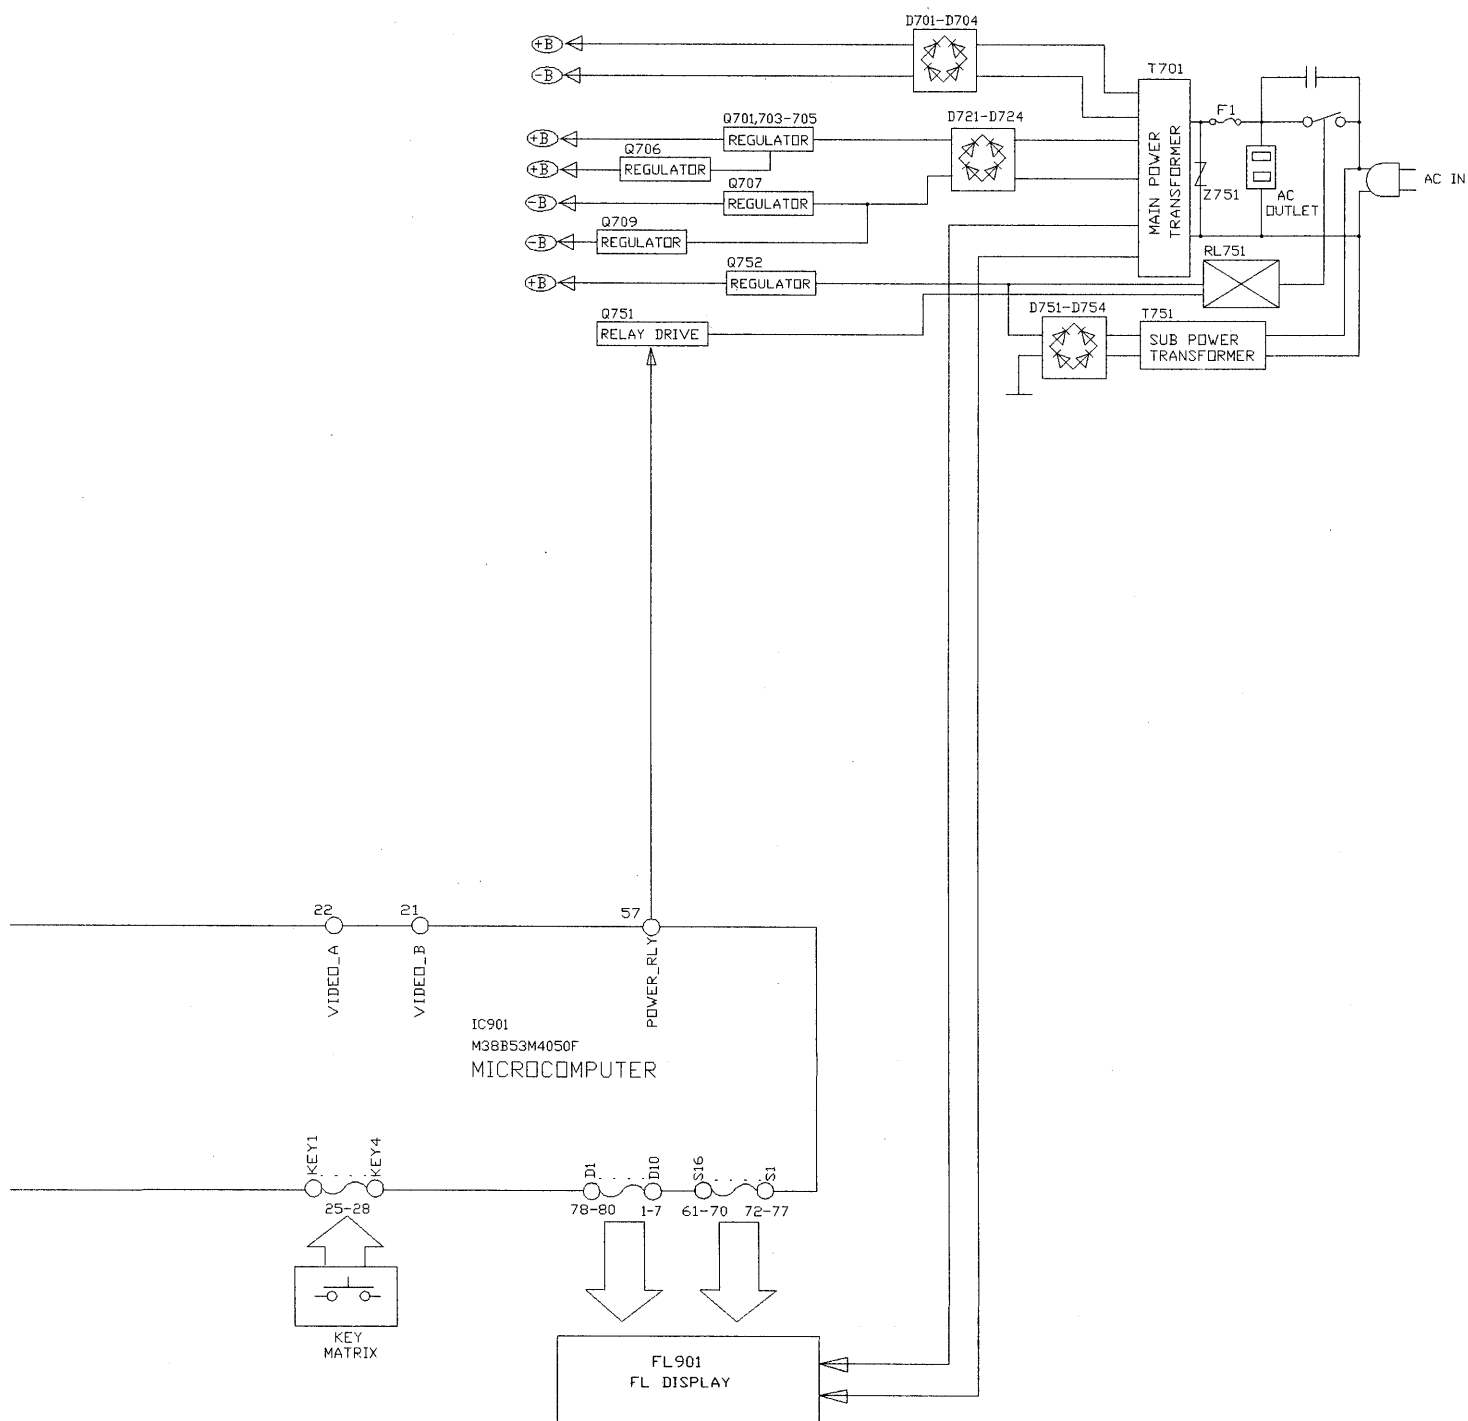 D701-D704
+B
-B
T701
MAIN POWER
TRANSFORMER
F1
Q701,703-705
REGULATOR
+B
D721-D724
Q706
REGULATOR
+B
Q707
REGULATOR
-B
Q709
REGULATOR
-B
Z751
AC
OUTLET
AC IN
RL751
Q752
REGULATOR
+B
D751-D754
T751
SUB POWER
TRANSFORMER
Q751
RELAY DRIVE
22
21
57
VIDEO_A
VIDEO_B
POWER_RLY
IC901
M38B53M4050F
MICROCOMPUTER
KEY1
KEY4
D1
D10
S16
S1
25-28
78-80
1-7
61-70
72-77
KEY
MATRIX
FL901
FL DISPLAY